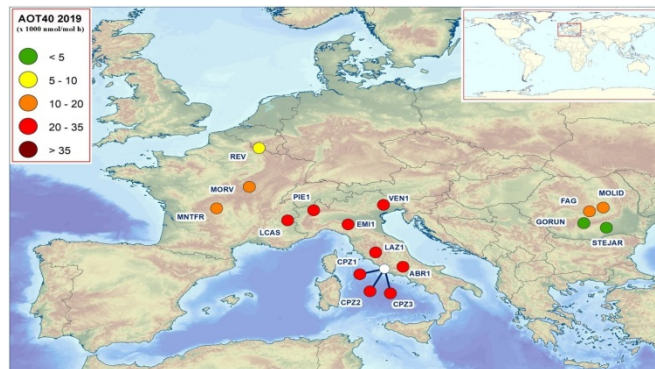 AOT40 2019
(x 1000 nmol/mol h)
< 5
5 - 10
10 - 20
20 - 35
> 35
REV
MORV
MNTFR
PIE1
VEN1
LCAS
EMI1
LAZ1
CPZ1
ABR1
CPZ2
CPZ3
FAG
MOLID
GORUN
STEJAR